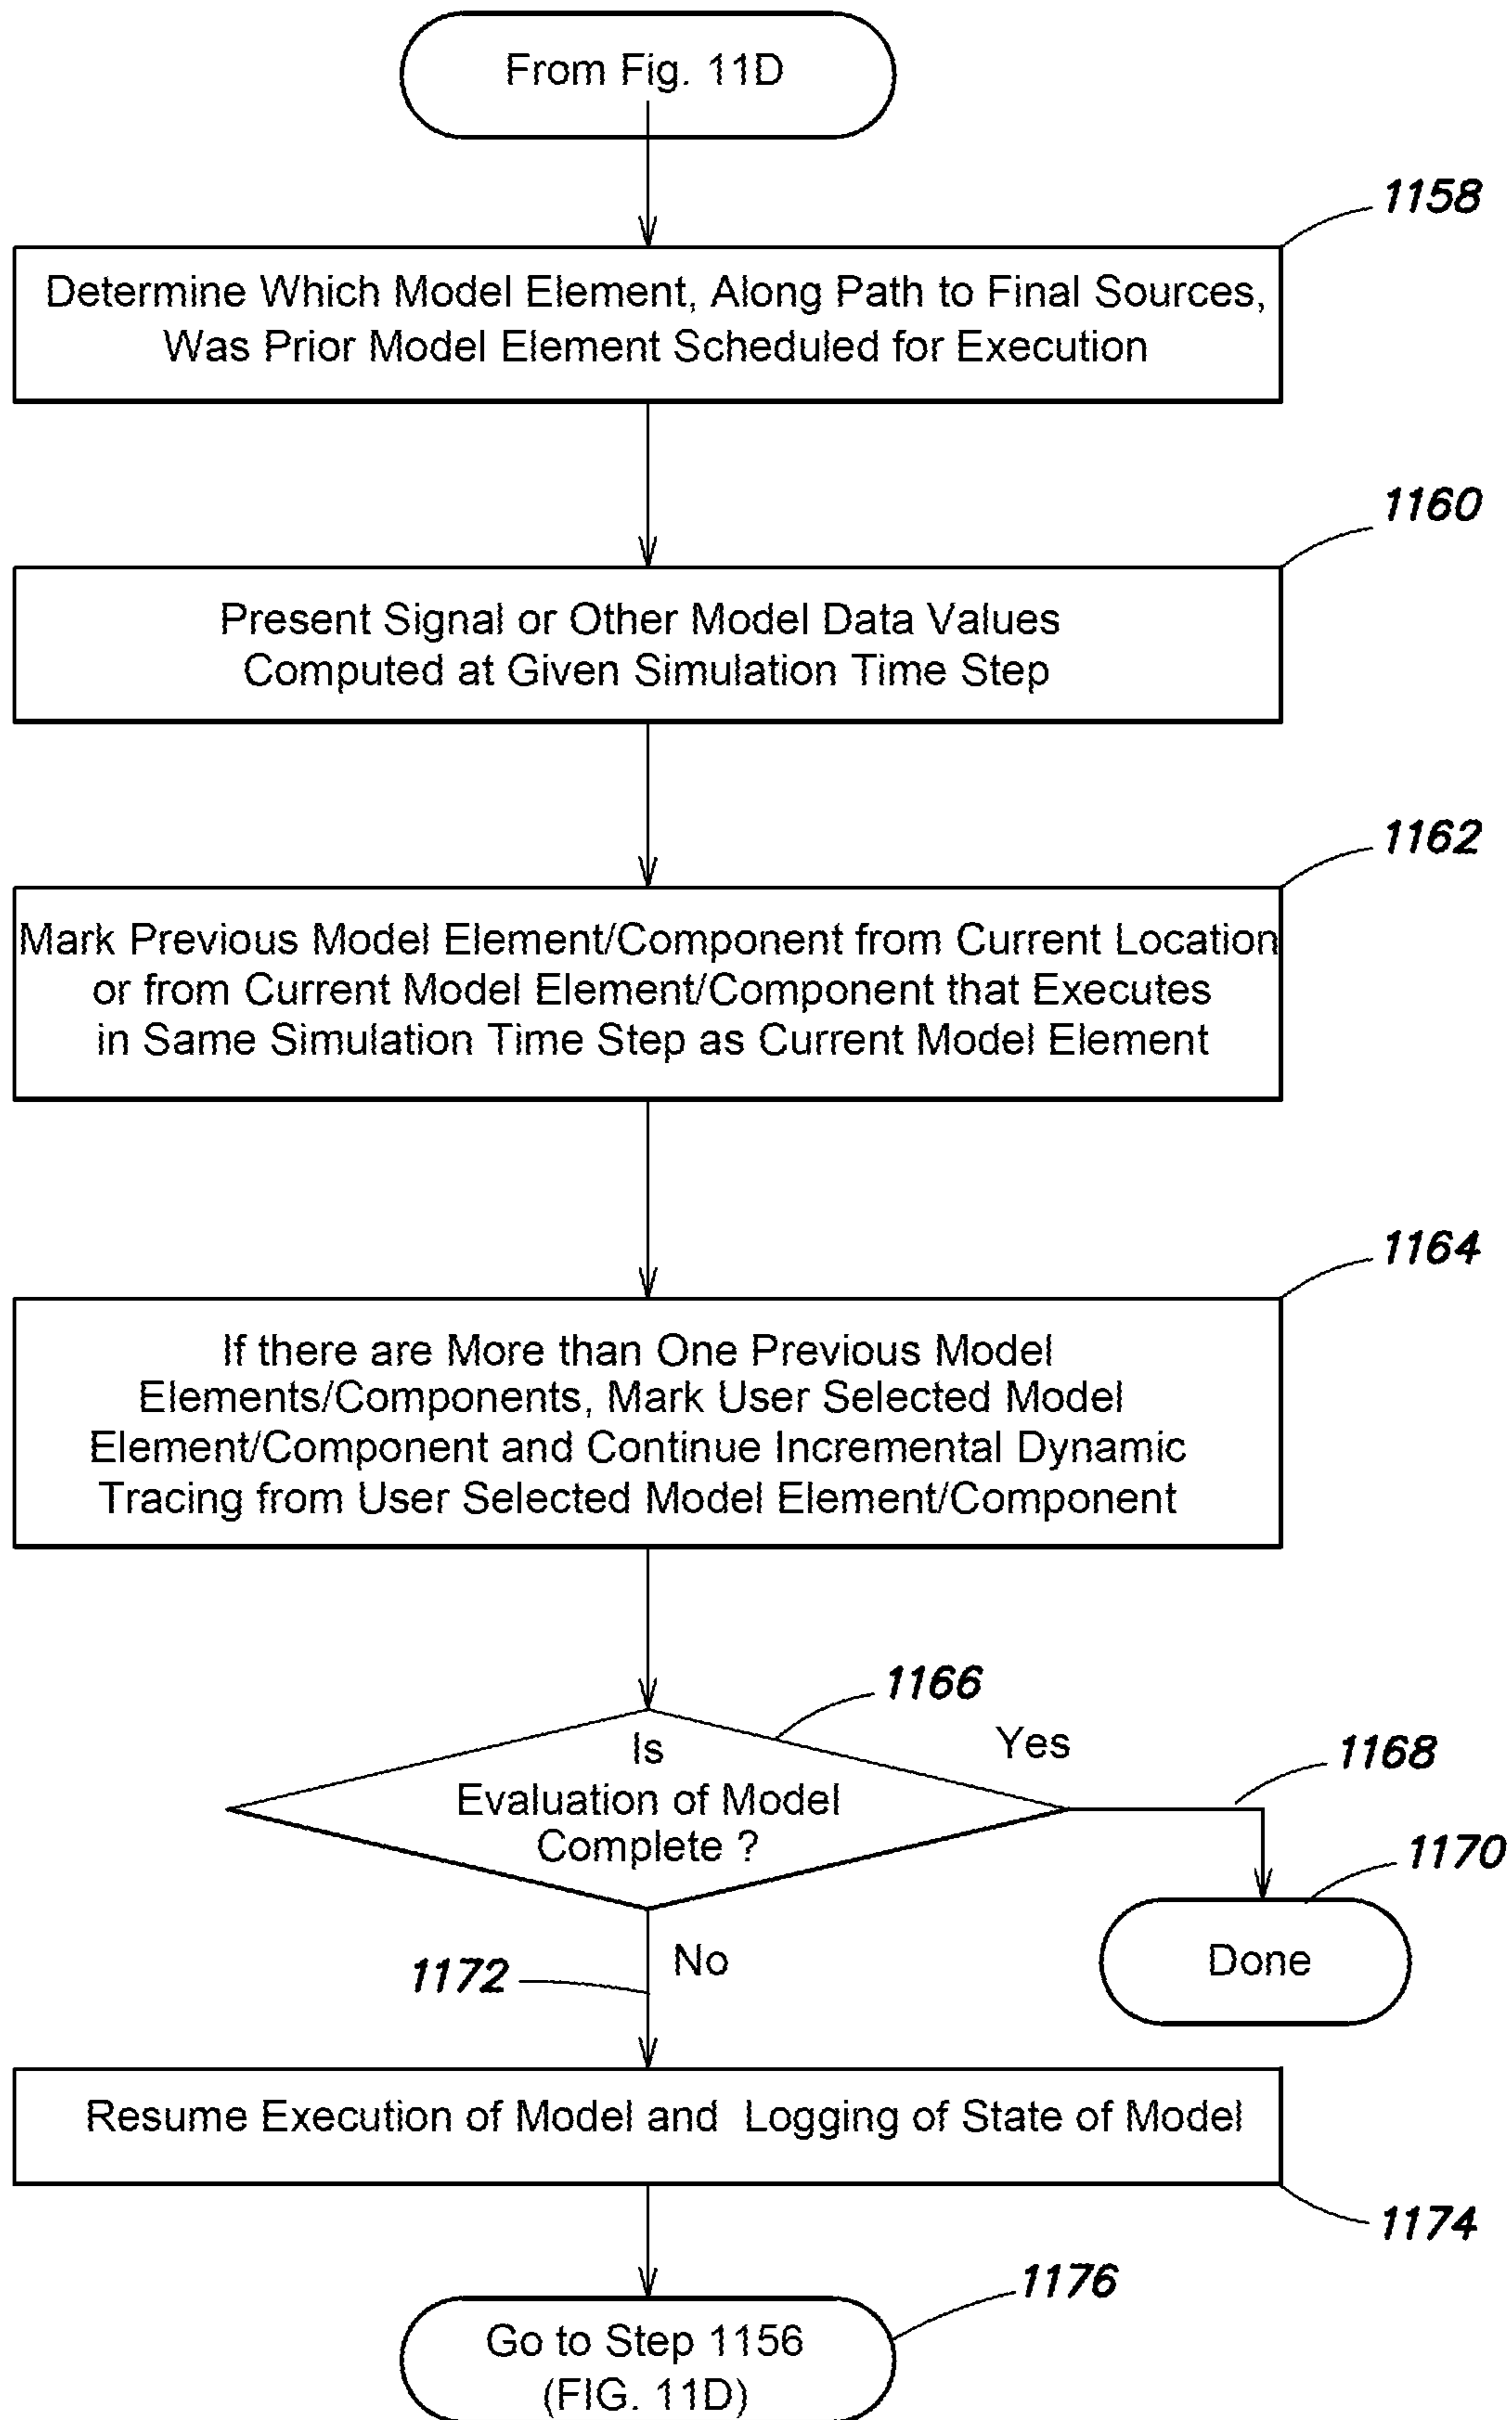 From Fig. 11D
1158
Determine Which Model Element, Along Path to Final Sources,
Was Prior Model Element Scheduled for Execution
1160
Present Signal or Other Model Data Values
Computed at Given Simulation Time Step
1162
Mark Previous Model Element/Component from Current Location
or from Current Model Element/Component that Executes
in Same Simulation Time Step as Current Model Element
1164
If there are More than One Previous Model
Elements/Components, Mark User Selected Model
Element/Component and Continue Incremental Dynamic
Tracing from User Selected Model Element/Component
1166
Is
Evaluation of Model
Complete ?
Yes
1168
1170
Done
1172
No
Resume Execution of Model and Logging of State of Model
1174
1176
Go to Step 1156
(FIG. 11D)